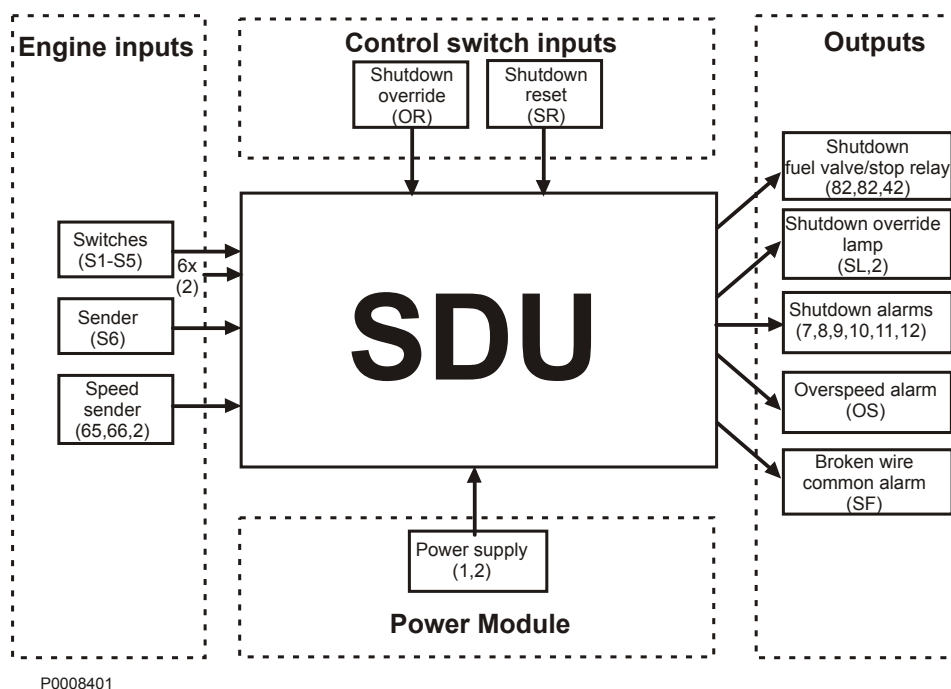 Engine inputs
Switches
(S1-S5)
6x
(2)
Sender
(S6)
Speed
sender
(65,66,2)
Control switch inputs
Shutdown
override
(OR)
Shutdown
reset
(SR)
SDU
Power supply
(1,2)
Power Module
Outputs
Shutdown
fuel valve/stop relay
(82,82,42)
Shutdown override
lamp
(SL,2)
Shutdown alarms
(7,8,9,10,11,12)
Overspeed alarm
(OS)
Broken wire
common alarm
(SF)
P0008401